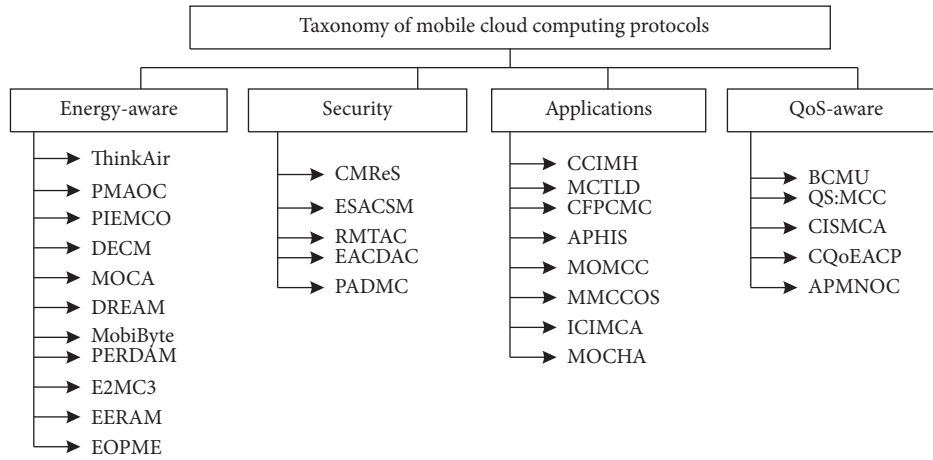 Taxonomy of mobile cloud computing protocols
Energy-aware
ThinkAir
PMAOC
PIEMCO
DECM
MOCA
DREAM
MobiByte
PERDAM
E2MC3
EERAM
EOPME
Security
CMReS
ESACSM
RMTAC
EACDAC
PADMC
Applications
CCIMH
MCTLD
CFPCMC
APHIS
MOMCC
MMCCOS
ICIMCA
MOCHA
QoS-aware
BCMU
QS:MCC
CISMCA
CQoEACP
APMNOC